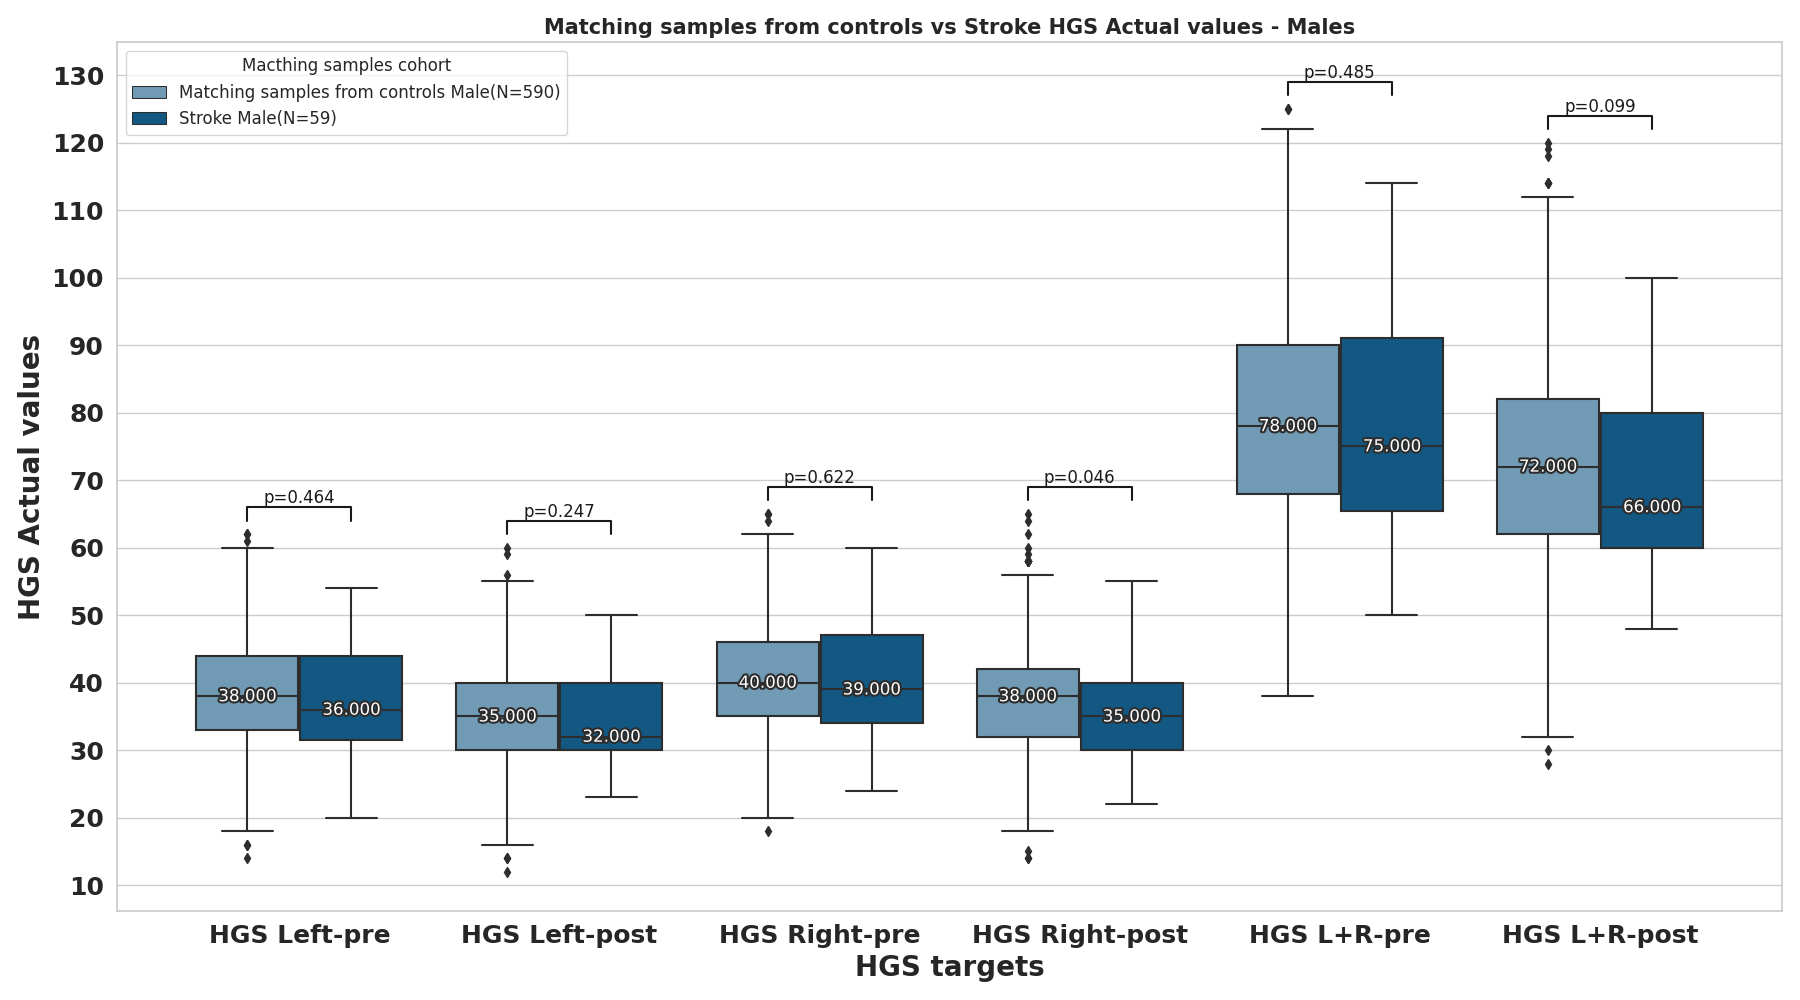 Matching samples from controls vs Stroke HGS Actual values - Males
Macthing samples cohort
Matching samples from controls Male(N=590)
Stroke Male(N=59)
HGS Actual values
130
120
110
100
90
80
70
60
50
40
30
20
10
p=0.464
p=0.247
p=0.622
p=0.046
p=0.485
p=0.099
38.000
36.000
35.000
32.000
40.000
39.000
38.000
35.000
78.000
75.000
72.000
66.000
HGS Left-pre
HGS Left-post
HGS Right-pre
HGS Right-post
HGS L+R-pre
HGS L+R-post
HGS targets